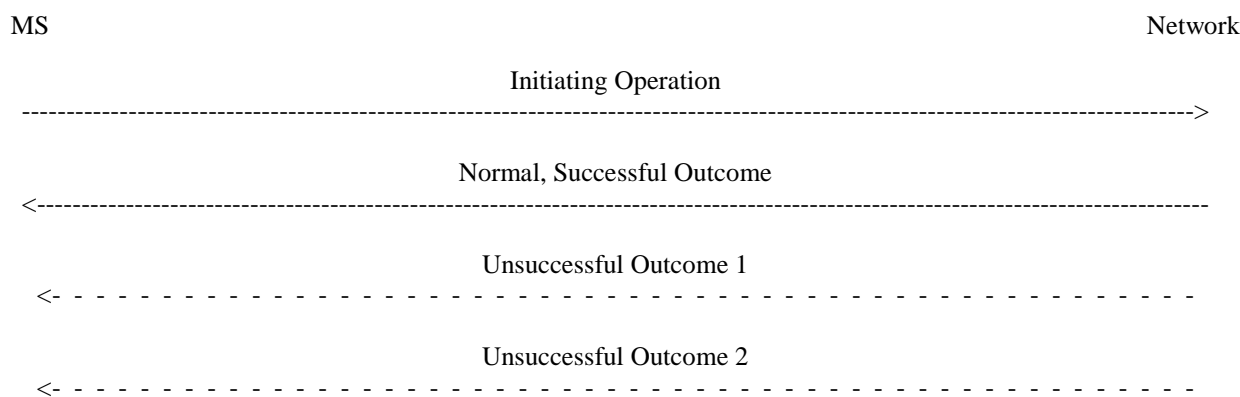 MS Network
Initiating Operation
Normal, Successful Outcome
Unsuccessful Outcome 1
Unsuccessful Outcome 2